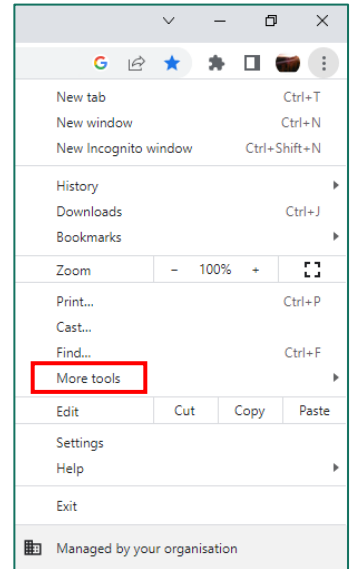 New tab Ctrl+T
New window Ctrl+N
New Incognito window Ctrl+Shift+N
History
Downloads Ctrl+J
Bookmarks
Zoom - 100% +
Print... Ctrl+P
Cast...
Find... Ctrl+F
More tools
Edit Cut Copy Paste
Settings
Help
Exit
Managed by your organisation